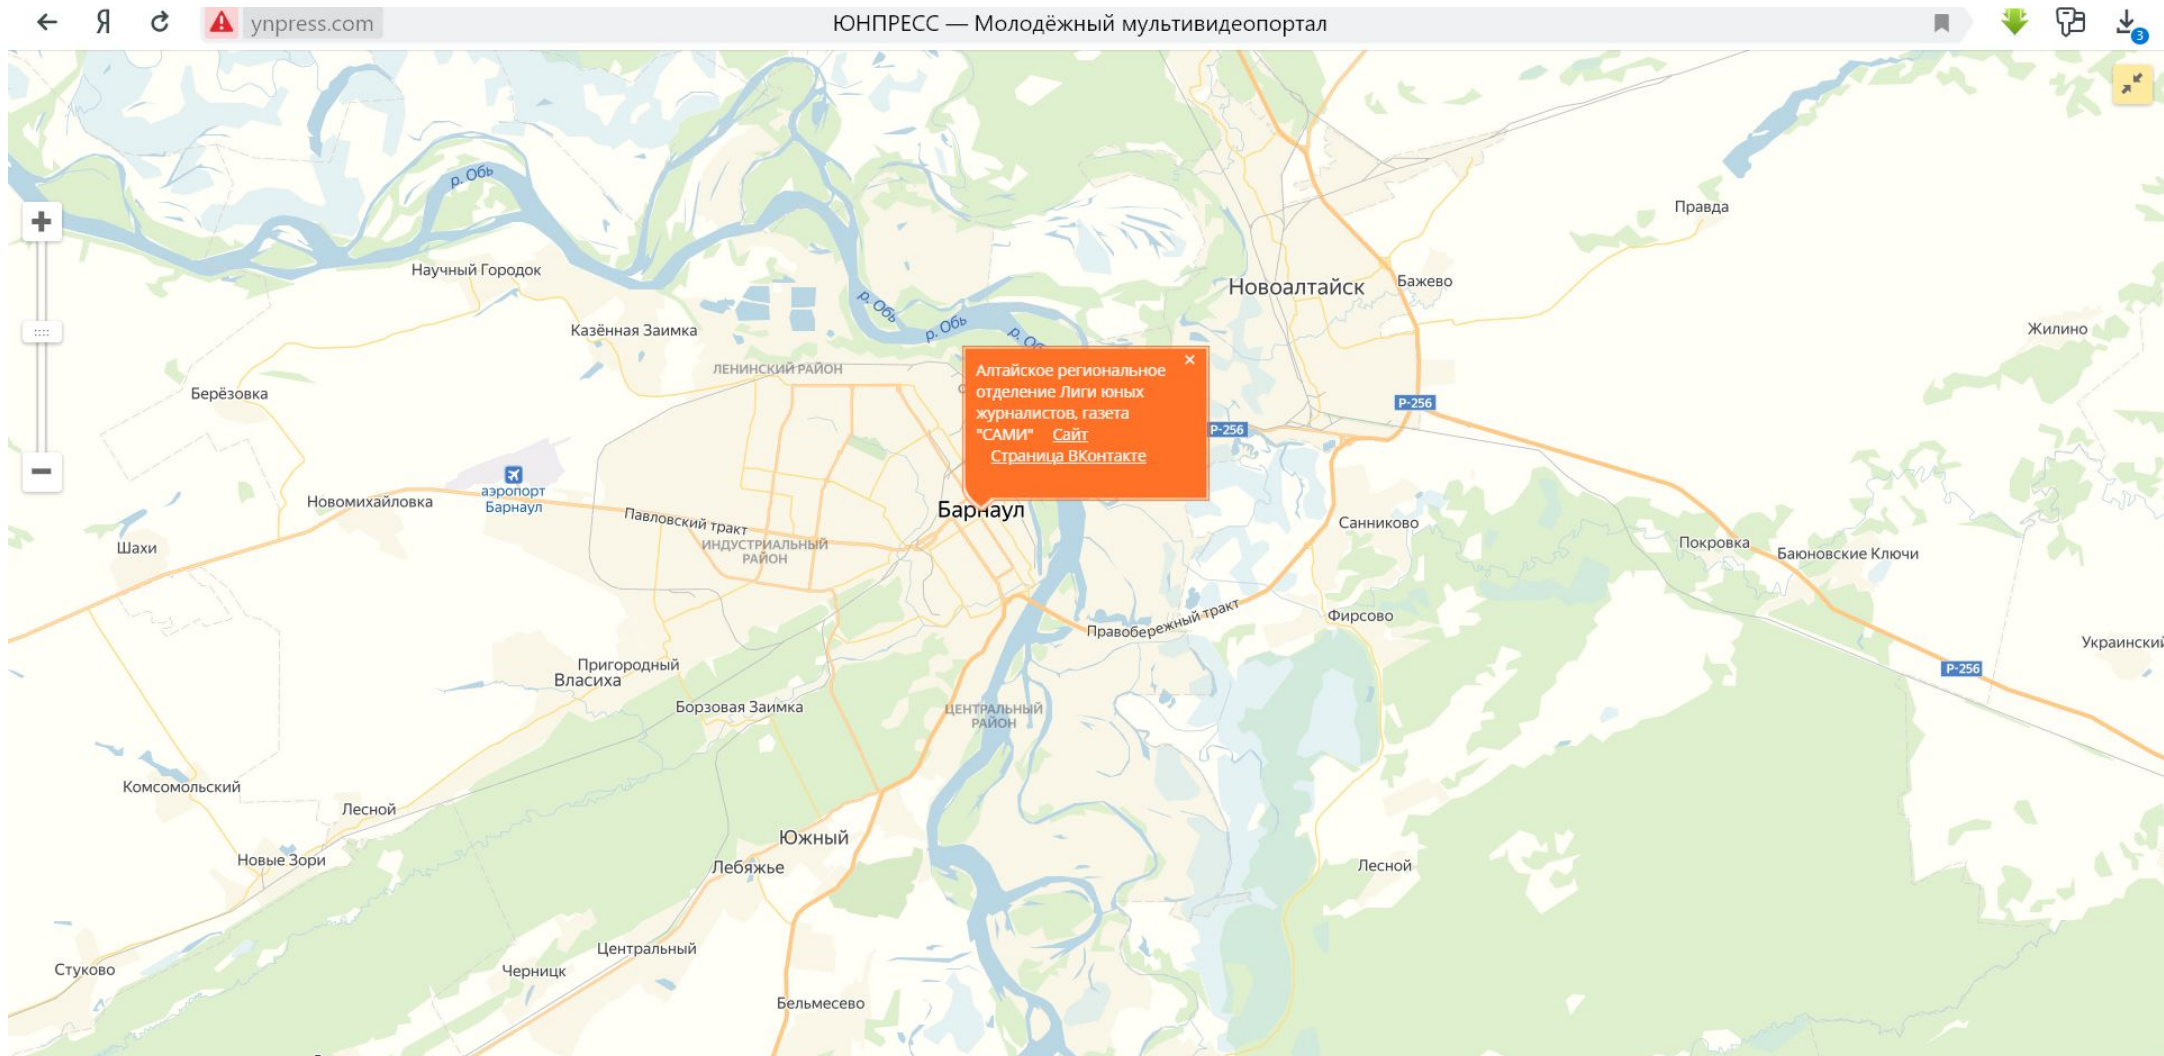 Я
ynpress.com
ЮНПРЕСС — Молодёжный мультивидеопортал
3
р. Обь
Правда
Научный Городок
Новоалтайск
Бажево
р. Обь
р. Обь
Казённая Заимка
Жилино
ЛЕНИНСКИЙ РАЙОН
Алтайское региональное
отделение Лиги юных
журналистов, газета
"САМИ" Сайт
Страница ВКонтакте
Берёзовка
Р-256
Р-256
аэропорт
Барнаул
Новомихайловка
Барнаул
Павловский тракт
Санниково
ИНДУСТРИАЛЬНЫЙ
РАЙОН
Шахи
Покровка
Баюновские Ключи
Правобережный тракт
Фирсово
Украинский
Р-256
Пригородный
Власиха
Борзовая Заимка
ЦЕНТРАЛЬНЫЙ
РАЙОН
Комсомольский
Лесной
Южный
Новые Зори
Лебяжье
Лесной
Центральный
Стуково
Черницк
Бельмесево